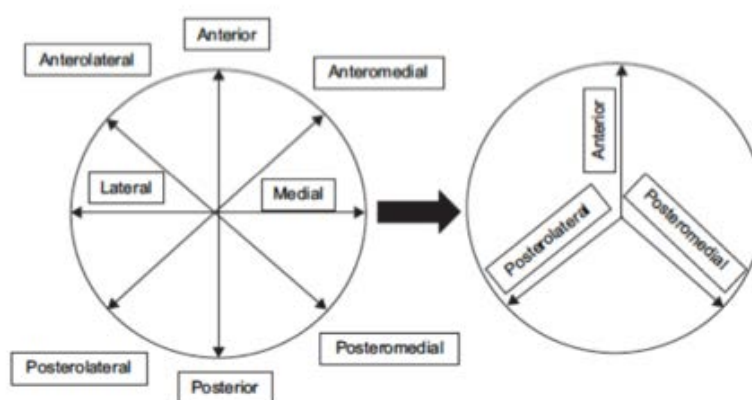 Anterior
Anterolateral
Anteromedial
Lateral
Medial
Posterolateral
Posterior
Posteromedial
Anterior
Posterolateral
Posteromedial